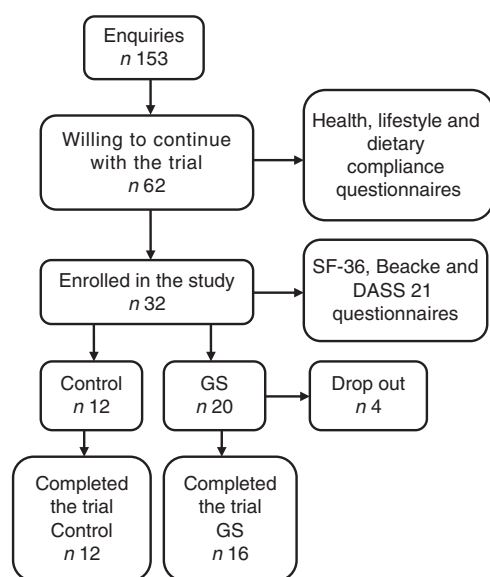 Enquiries
n 153
Willing to continue
with the trial
n 62
Health, lifestyle and
dietary
compliance
questionnaires
Enrolled in the study
n 32
SF-36, Beacke and
DASS 21
questionnaires
Control
n 12
GS
n 20
Drop out
n 4
Completed
the trial
Control
n 12
Completed
the trial
GS
n 16